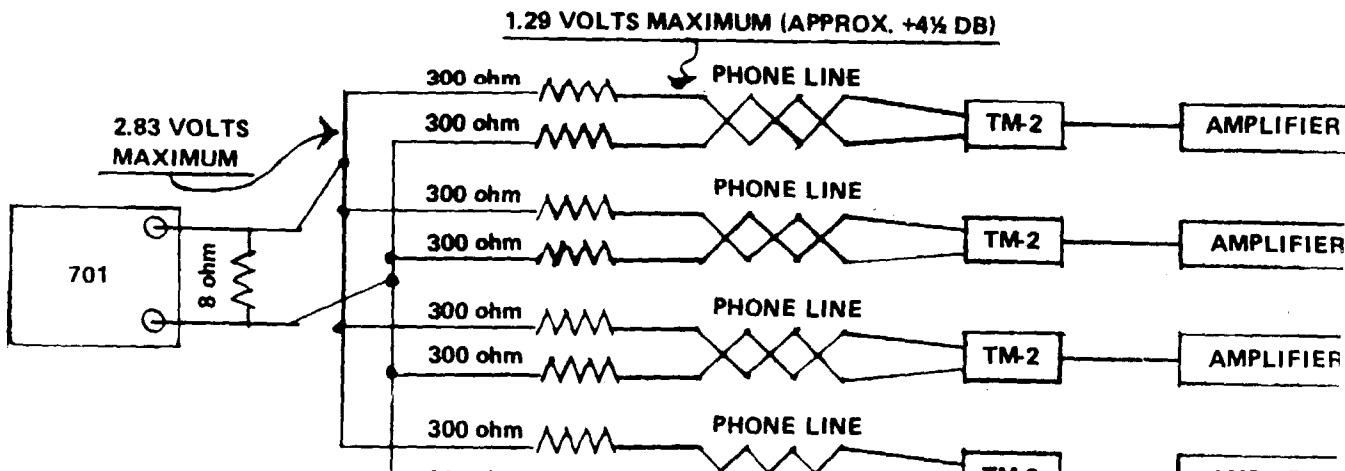 1.29 VOLTS MAXIMUM (APPROX. +4½ DB)
300 ohm
PHONE LINE
2.83 VOLTS
MAXIMUM
300 ohm
TM-2
AMPLIFIER
300 ohm
PHONE LINE
701
8 ohm
300 ohm
TM-2
AMPLIFIER
300 ohm
PHONE LINE
300 ohm
TM-2
AMPLIFIER
300 ohm
PHONE LINE